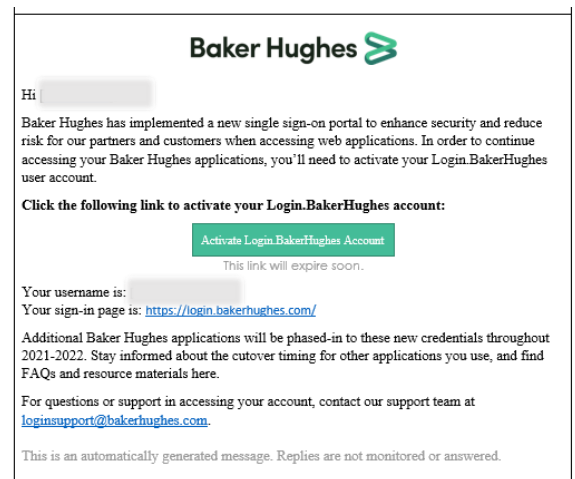 Baker Hughes
Hi
Baker Hughes has implemented a new single sign-on portal to enhance security and reduce
risk for our partners and customers when accessing web applications. In order to continue
accessing your Baker Hughes applications, you’ll need to activate your Login.BakerHughes
user account.
Click the following link to activate your Login.BakerHughes account:
Activate Login.BakerHughes Account
This link will expire soon.
Your username is:
Your sign-in page is: https://login.bakerhughes.com/
Additional Baker Hughes applications will be phased-in to these new credentials throughout
2021-2022. Stay informed about the cutover timing for other applications you use, and find
FAQs and resource materials here.
For questions or support in accessing your account, contact our support team at
loginsupport@bakerhughes.com.
This is an automatically generated message. Replies are not monitored or answered.